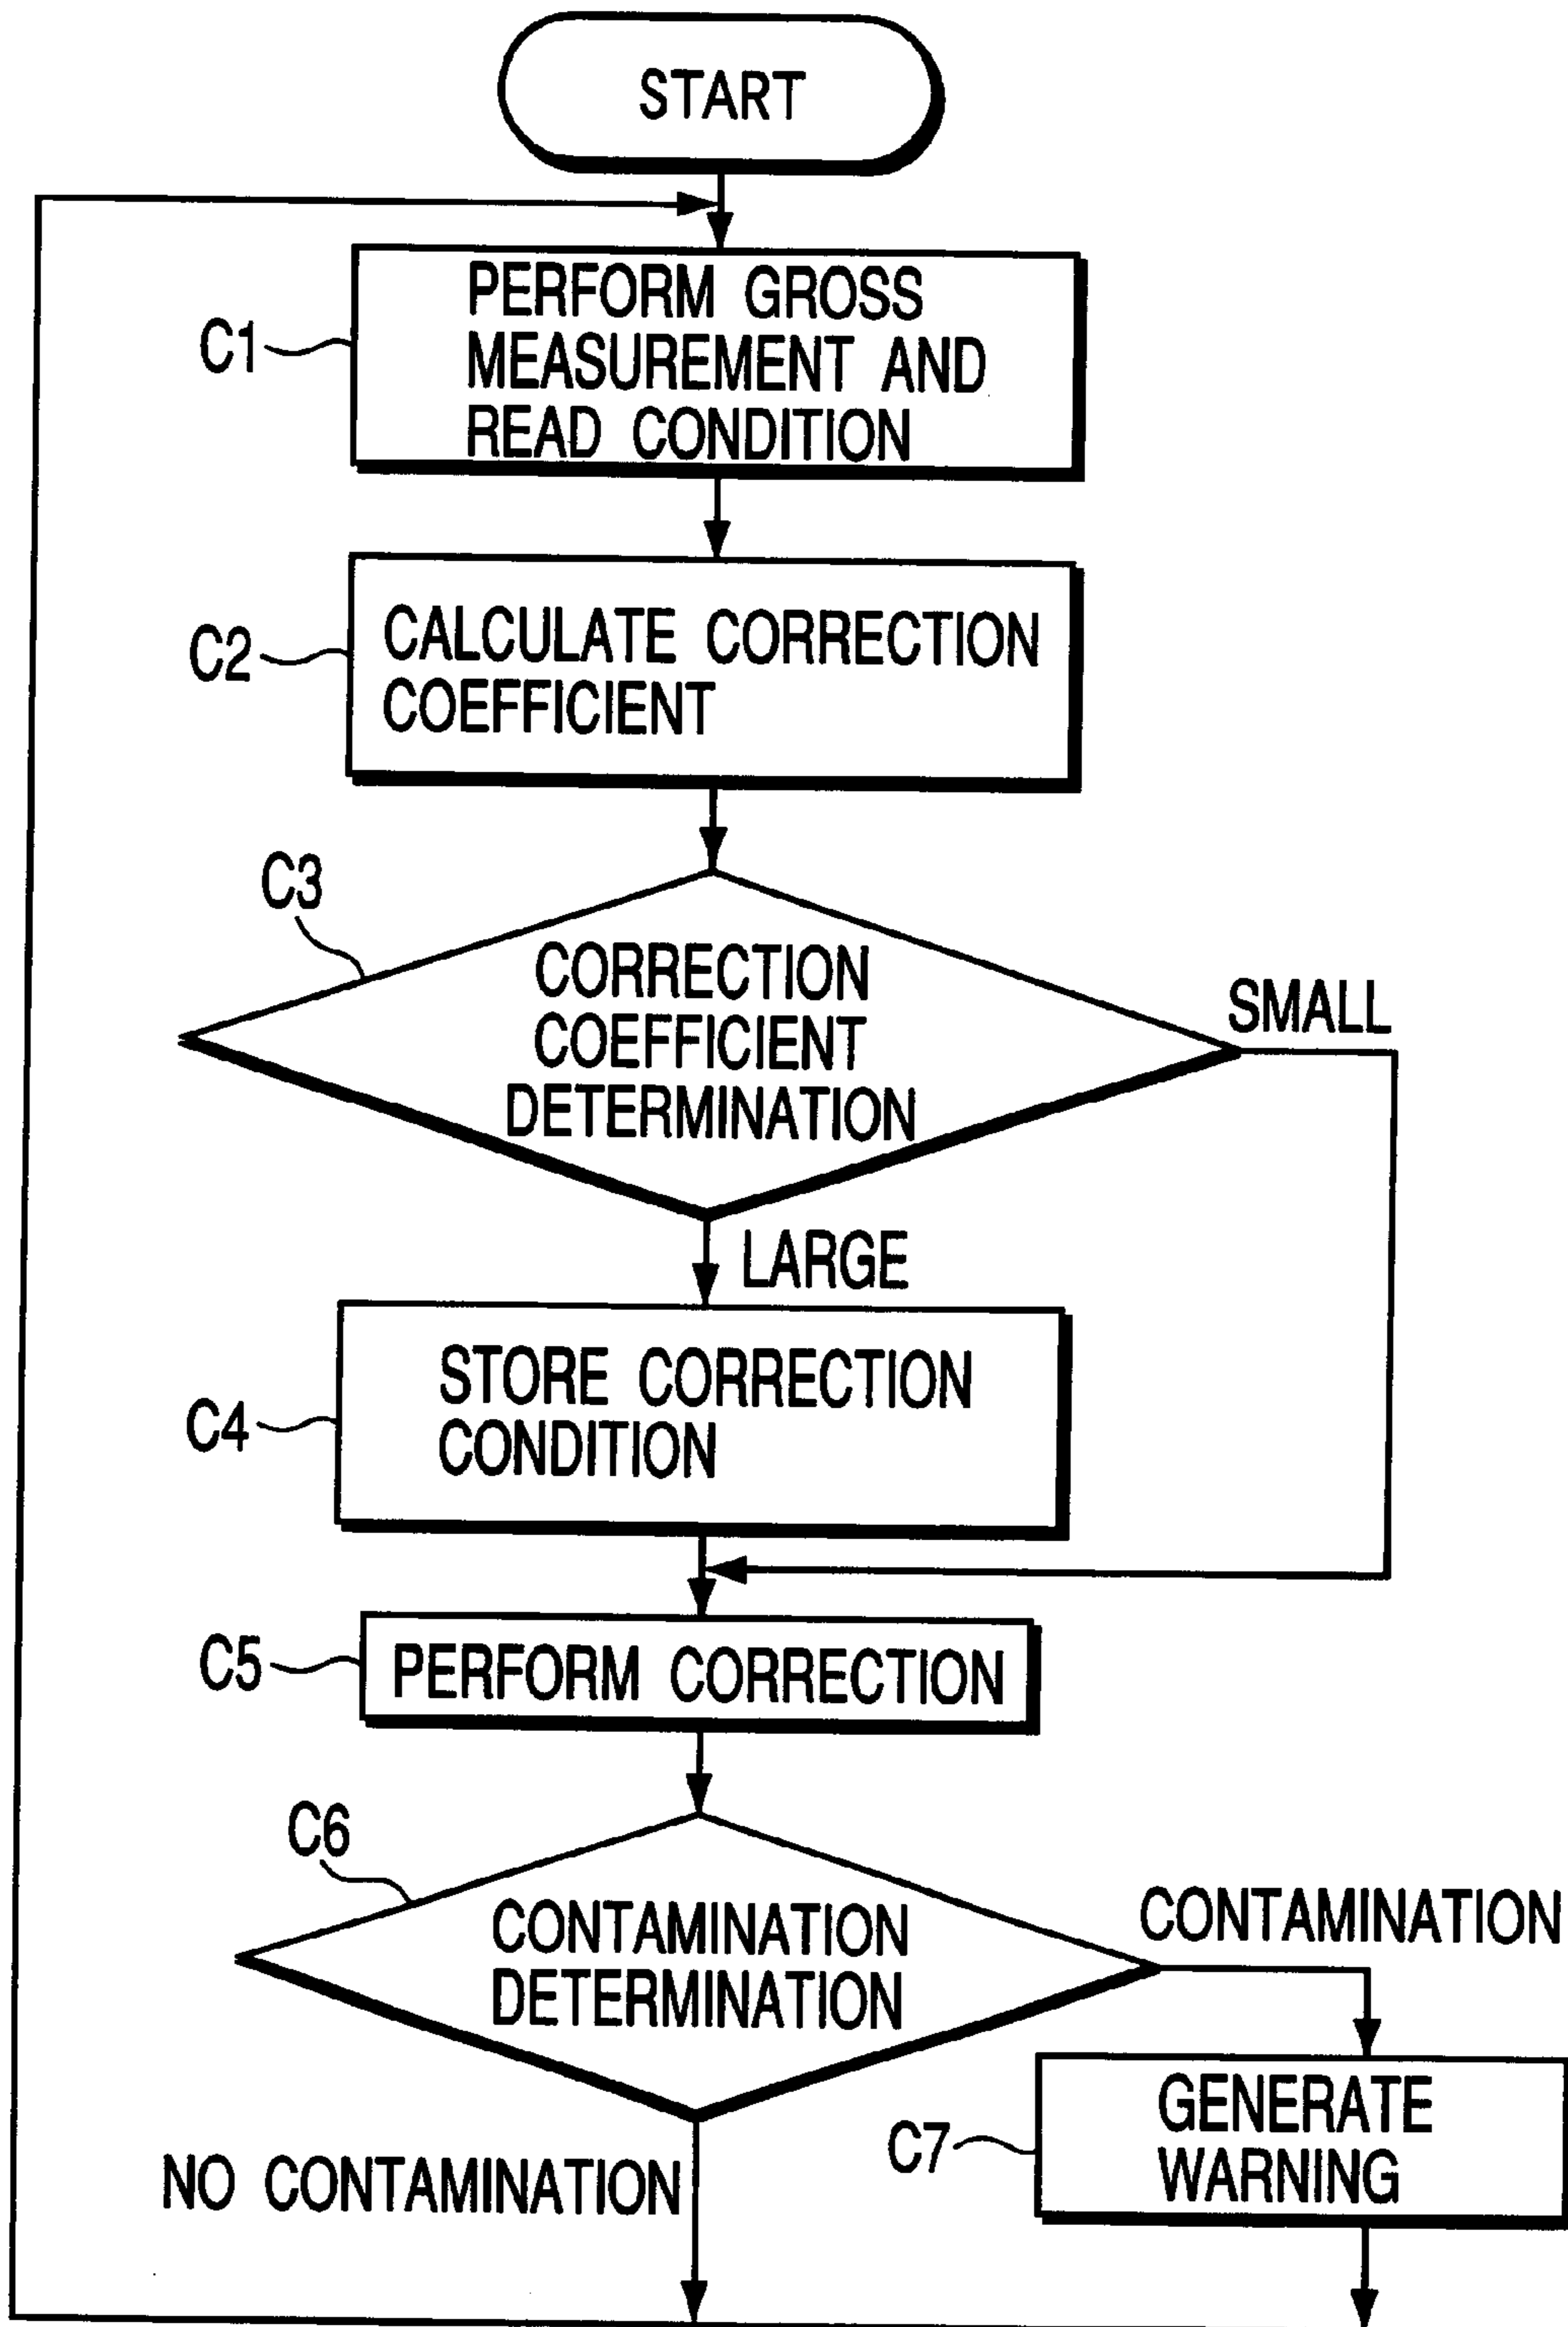 START
C1
PERFORM GROSS
MEASUREMENT AND
READ CONDITION
C2
CALCULATE CORRECTION
COEFFICIENT
C3
CORRECTION
COEFFICIENT
DETERMINATION
SMALL
LARGE
C4
STORE CORRECTION
CONDITION
C5
PERFORM CORRECTION
C6
CONTAMINATION
DETERMINATION
CONTAMINATION
NO CONTAMINATION
C7
GENERATE
WARNING